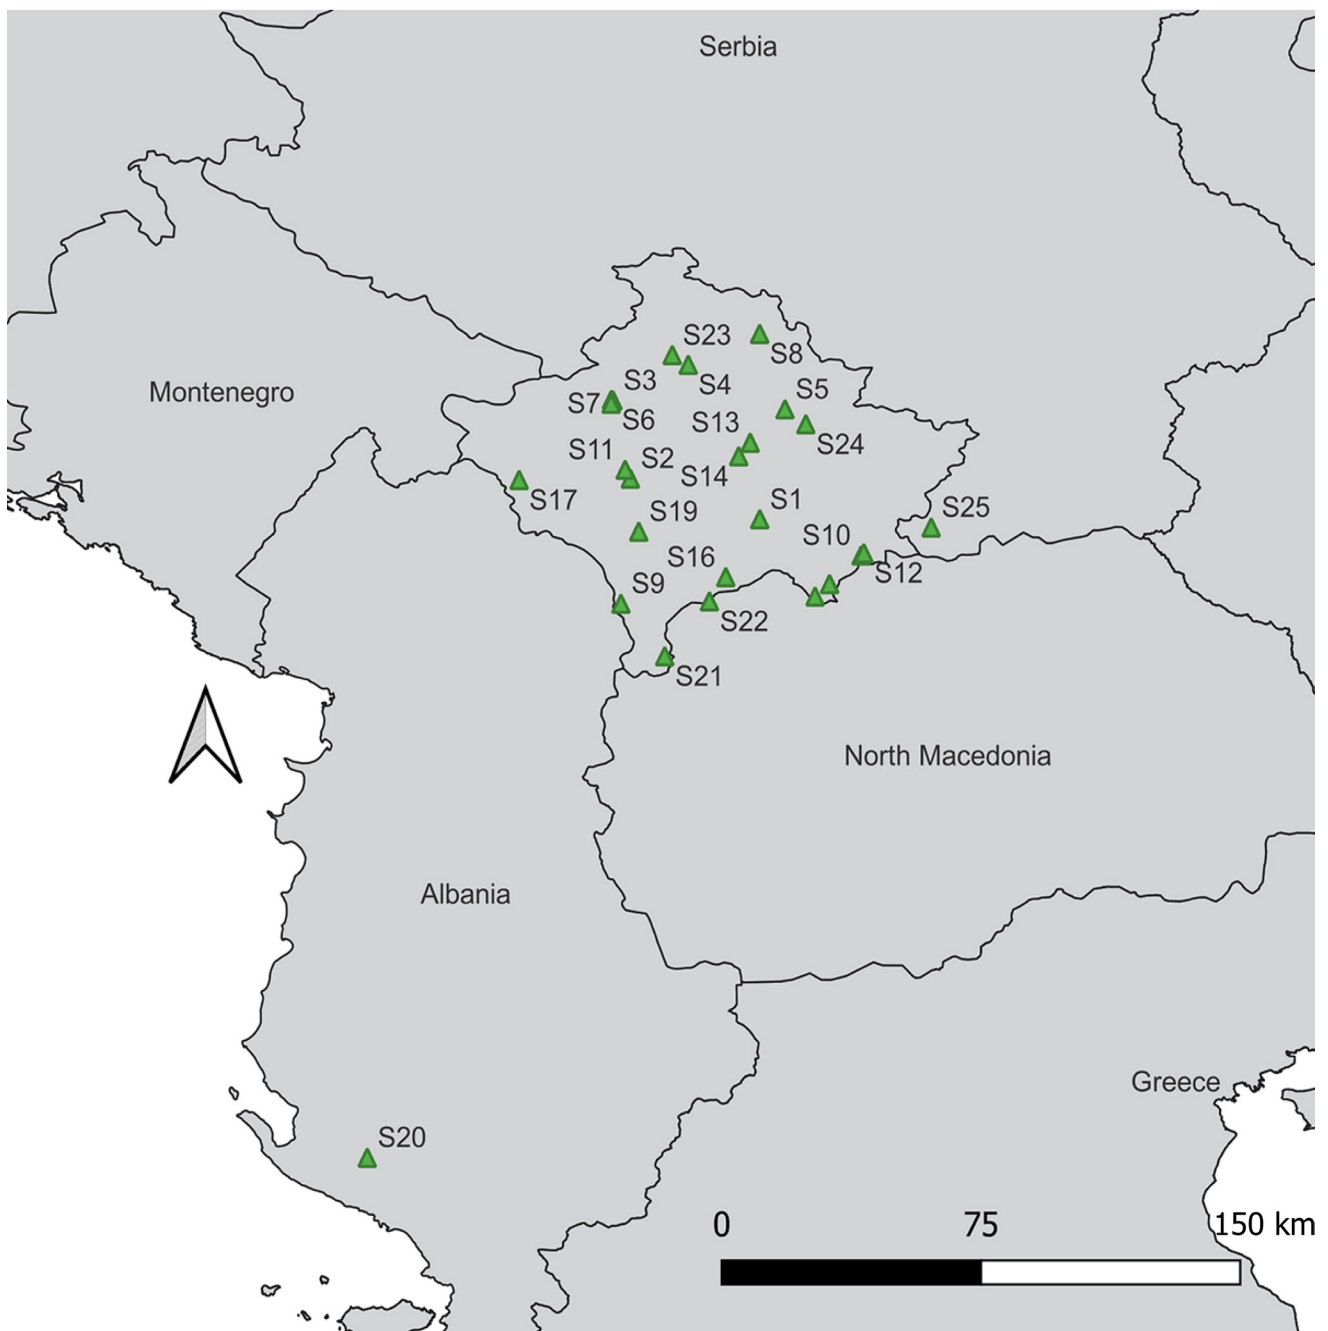 Serbia
S23
S8
S3
S4
S5
Montenegro
S7
S6
S13
S24
S11
S2
S14
S17
S1
S25
S19
S10
S16
S12
S9
S22
S21
North Macedonia
Albania
Greece
S20
0 75 150 km